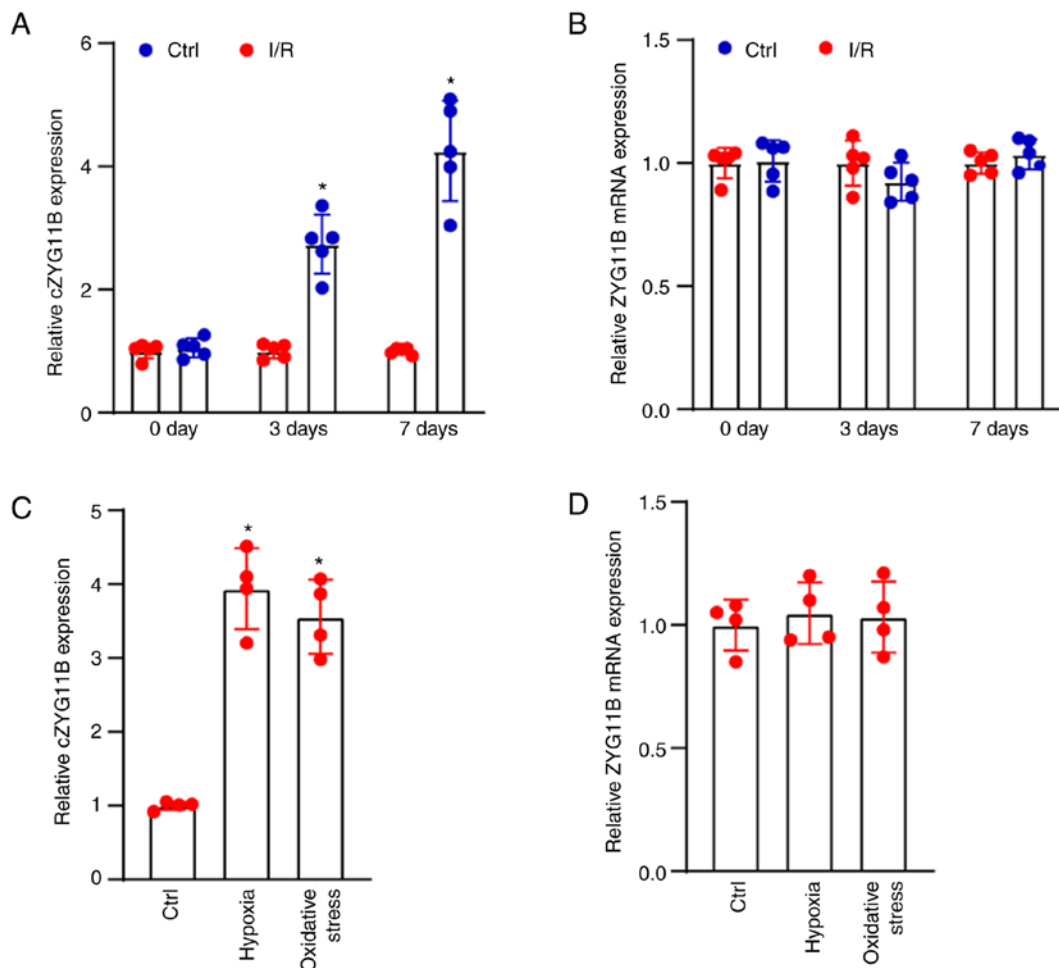 A
Relative cZYG11B expression
6
4
2
0
Ctrl I/R
*
*
0 day 3 days 7 days
B
Relative ZYG11B mRNA expression
1.5
1.0
0.5
0.0
Ctrl I/R
0 day 3 days 7 days
C
Relative cZYG11B expression
5
4
3
2
1
0
*
*
Ctrl
Hypoxia
Oxidative
stress
D
Relative ZYG11B mRNA expression
1.5
1.0
0.5
0.0
Ctrl
Hypoxia
Oxidative
stress